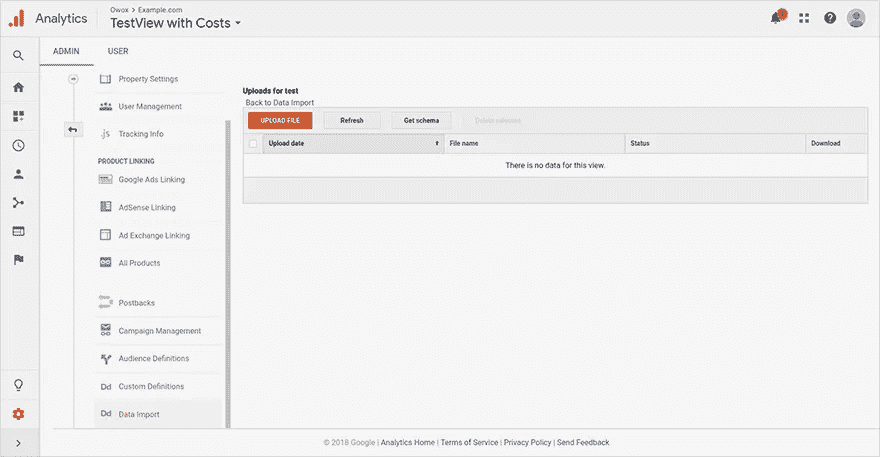 Analytics
Owox > Example.com
TestView with Costs
ADMIN
USER
Property Settings
User Management
.js Tracking Info
PRODUCT LINKING
Google Ads Linking
AdSense Linking
Ad Exchange Linking
All Products
Postbacks
Campaign Management
Audience Definitions
Dd Custom Definitions
Dd Data Import
Uploads for test
Back to Data Import
UPLOAD FILE Refresh Get schema Delete selected
Upload date File name Status Download
There is no data for this view.
© 2018 Google | Analytics Home | Terms of Service | Privacy Policy | Send Feedback